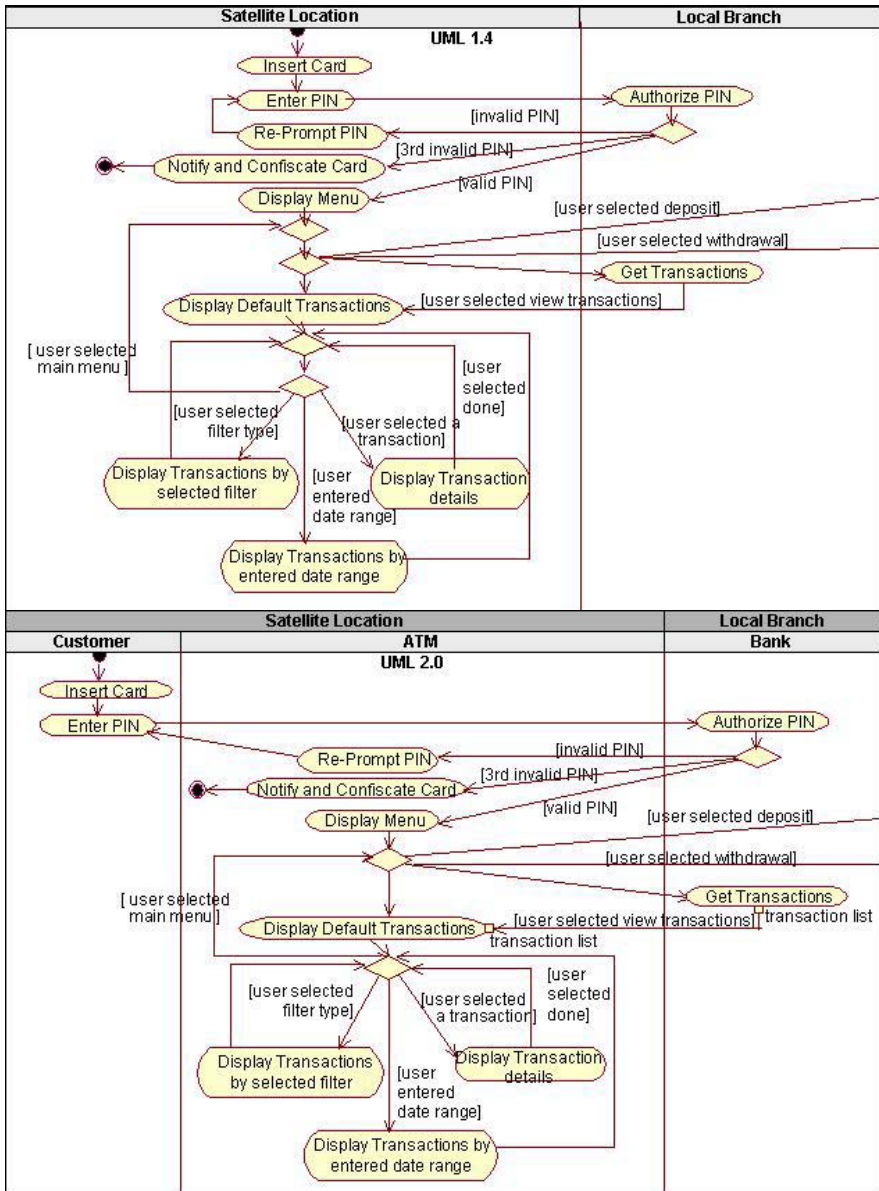 Satellite Location
Local Branch
UML 1.4
Insert Card
Enter PIN
Authorize PIN
[invalid PIN]
Re-Prompt PIN
[3rd invalid PIN]
Notify and Confiscate Card
[valid PIN]
Display Menu
[user selected deposit]
[user selected withdrawal]
Get Transactions
Display Default Transactions
[user selected view transactions]
[ user selected
main menu ]
[user
selected
done]
[user selected
filter type]
[user selected a
transaction]
Display Transactions by
selected filter
[user
entered
date range]
Display Transaction
details
Display Transactions by
entered date range
Satellite Location
Local Branch
Customer
ATM
Bank
UML 2.0
Insert Card
Enter PIN
Authorize PIN
[invalid PIN]
Re-Prompt PIN
[3rd invalid PIN]
Notify and Confiscate Card
[valid PIN]
Display Menu
[user selected deposit]
[user selected withdrawal]
Get Transactions
[ user selected
main menu ]
[user selected view transactions]
transaction list
Display Default Transactions
transaction list
[user selected
filter type]
[user selected
a transaction]
[user
selected
done]
Display Transactions
by selected filter
Display Transaction
details
[user
entered
date range]
Display Transactions by
entered date range